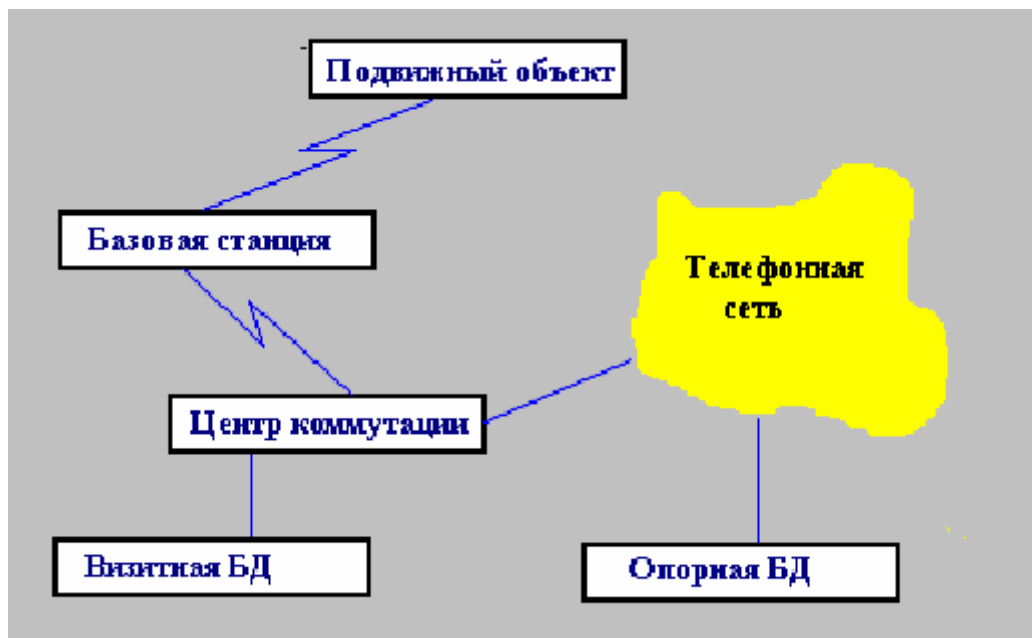 Подвижный объект
Базовая станция
Телефонная
сеть
Центр коммутации
Визитная БД
Опорная БД